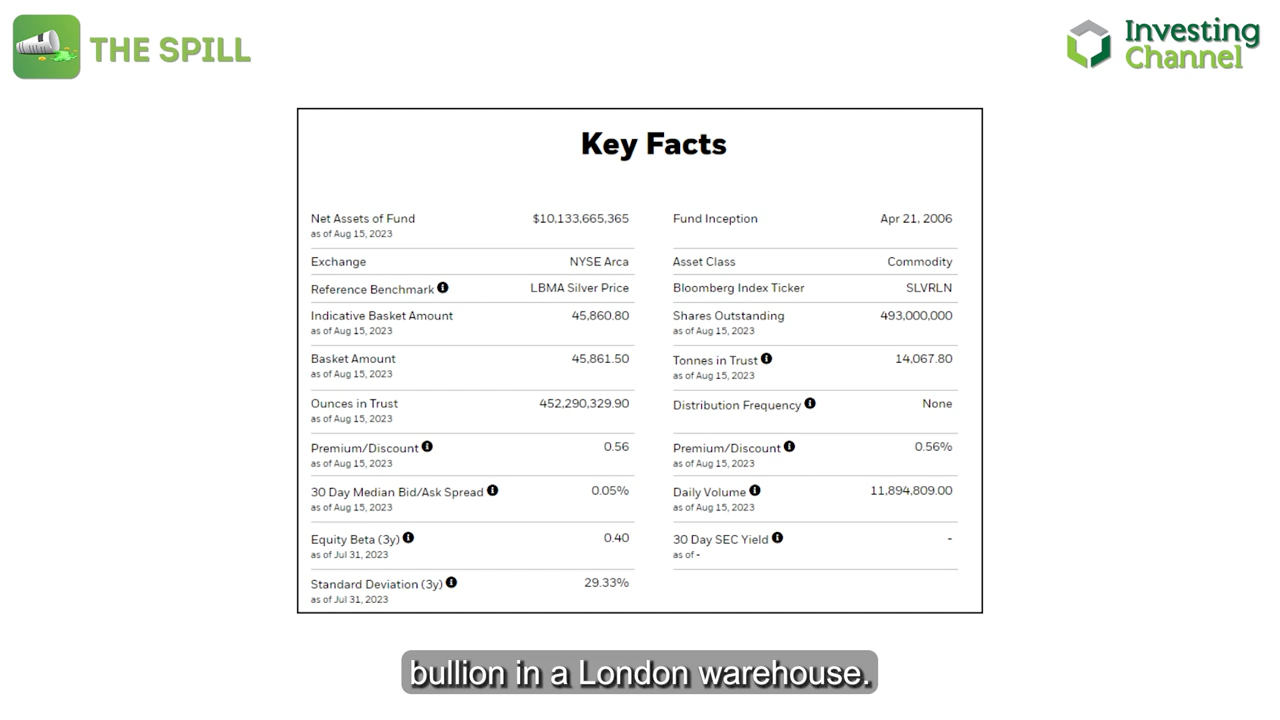 THE SPILL
Investing
Channel
Key Facts
Net Assets of Fund $10,133,665,365
as of Aug 15, 2023
Fund Inception Apr 21, 2006
Exchange NYSE Arca
Asset Class Commodity
Reference Benchmark LBMA Silver Price
Bloomberg Index Ticker SLVRLN
Indicative Basket Amount 45,860.80
as of Aug 15, 2023
Shares Outstanding 493,000,000
as of Aug 15, 2023
Basket Amount 45,861.50
as of Aug 15, 2023
Tonnes in Trust 14,067.80
as of Aug 15, 2023
Ounces in Trust 452,290,329.90
as of Aug 15, 2023
Distribution Frequency None
Premium/Discount 0.56
as of Aug 15, 2023
Premium/Discount 0.56%
as of Aug 15, 2023
30 Day Median Bid/Ask Spread 0.05%
as of Aug 15, 2023
Daily Volume 11,894,809.00
as of Aug 15, 2023
Equity Beta (3y) 0.40
as of Jul 31, 2023
30 Day SEC Yield -
as of -
Standard Deviation (3y) 29.33%
as of Jul 31, 2023
bullion in a London warehouse.